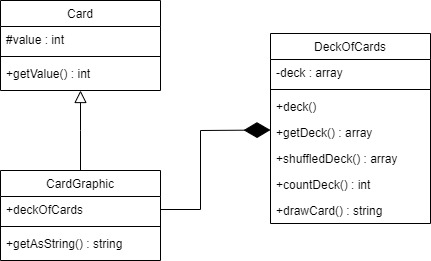 Card
#value : int
+getValue() : int
CardGraphic
+deckOfCards
+getAsString() : string
DeckOfCards
-deck : array
+deck()
+getDeck() : array
+shuffledDeck() : array
+countDeck() : int
+drawCard() : string